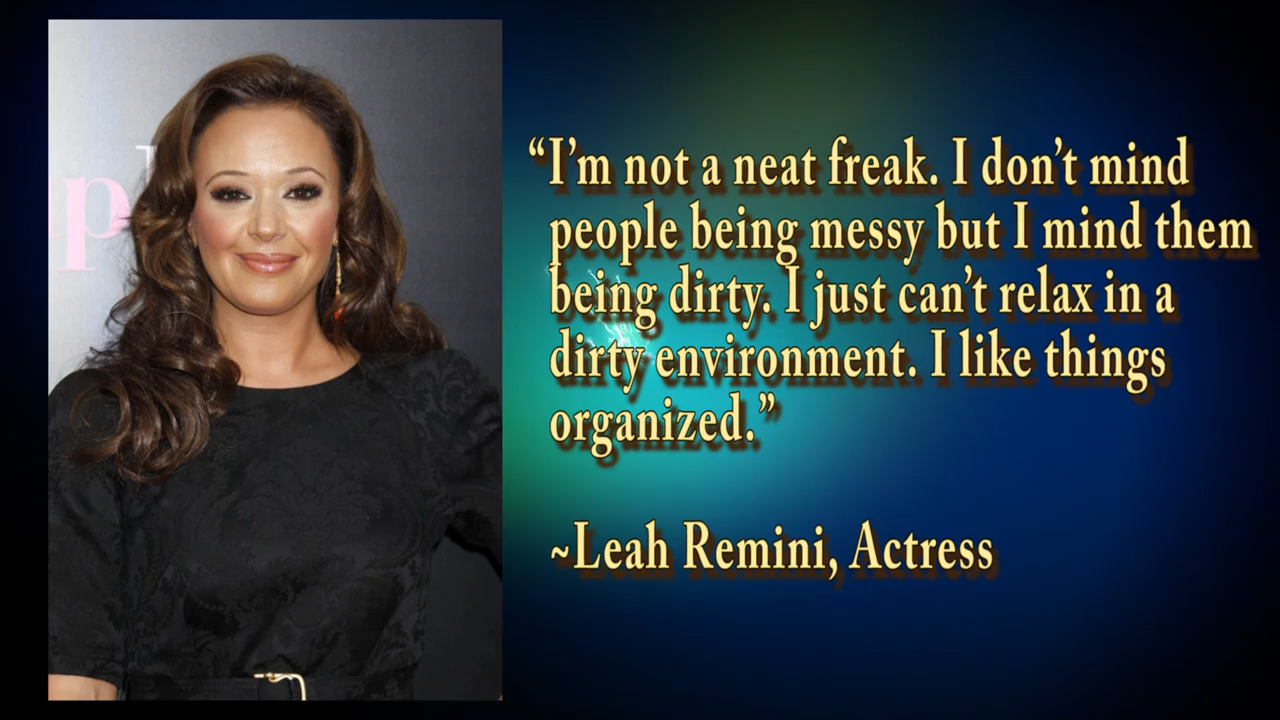 p
“I’m not a neat freak. I don’t mind
people being messy but I mind them
being dirty. I just can’t relax in a
dirty environment. I like things
organized.”
~Leah Remini, Actress